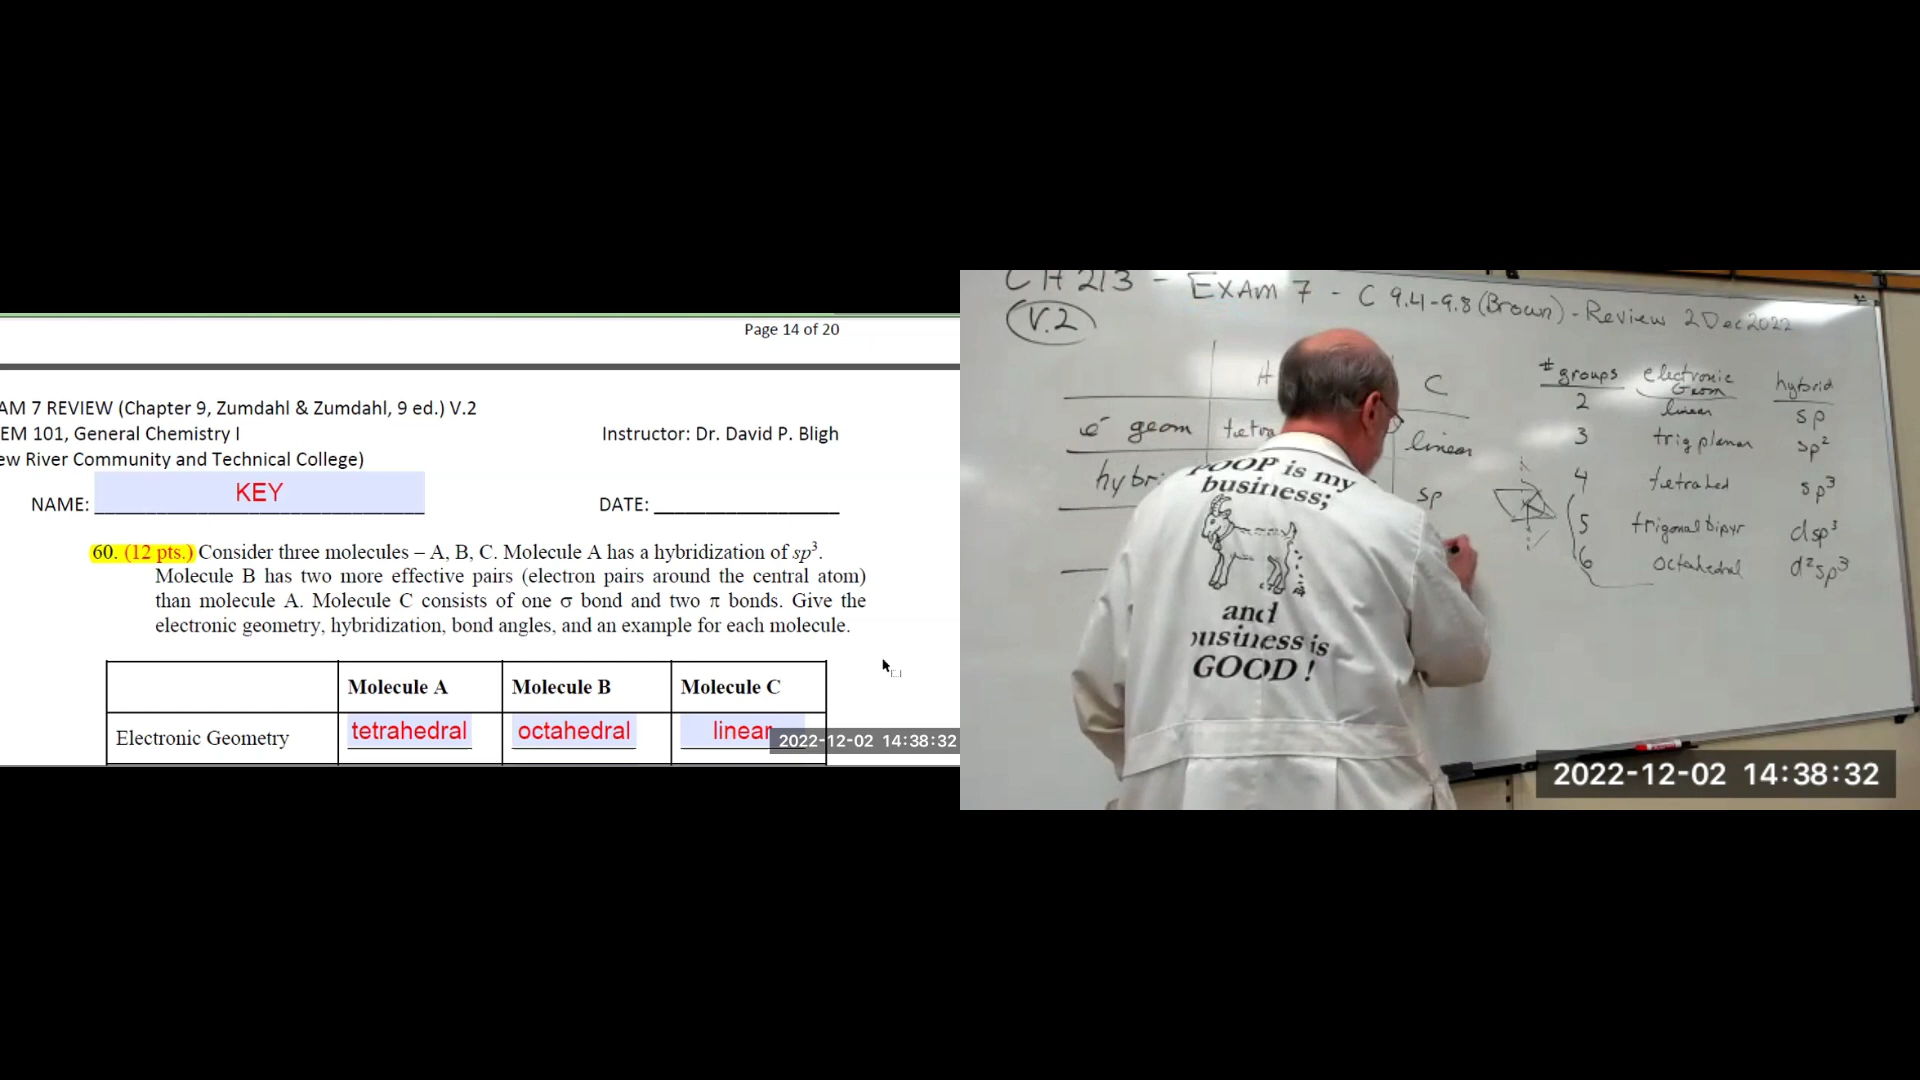 Page 14 of 20
AM 7 REVIEW (Chapter 9, Zumdahl & Zumdahl, 9 ed.) V.2
EM 101, General Chemistry I
Instructor: Dr. David P. Bligh
ew River Community and Technical College)
NAME: KEY
DATE:
60. (12 pts.) Consider three molecules – A, B, C. Molecule A has a hybridization of sp³.
Molecule B has two more effective pairs (electron pairs around the central atom)
than molecule A. Molecule C consists of one σ bond and two π bonds. Give the
electronic geometry, hybridization, bond angles, and an example for each molecule.
Molecule A Molecule B Molecule C
Electronic Geometry tetrahedral octahedral linear
2022-12-02 14:38:32
CH 213 - EXAM 7 - C 9.4-9.8 (Brown) - Review 2 Dec 2022
V.2
C
e⁻ geom tetra linear
hybri sp
# groups electronic Geom hybrid
2 linear sp
3 trig planar sp²
4 tetrahed sp³
5 trigonal bipyr dsp³
6 octahedral d²sp³
POOP is my
business;
and
business is
GOOD!
2022-12-02 14:38:32